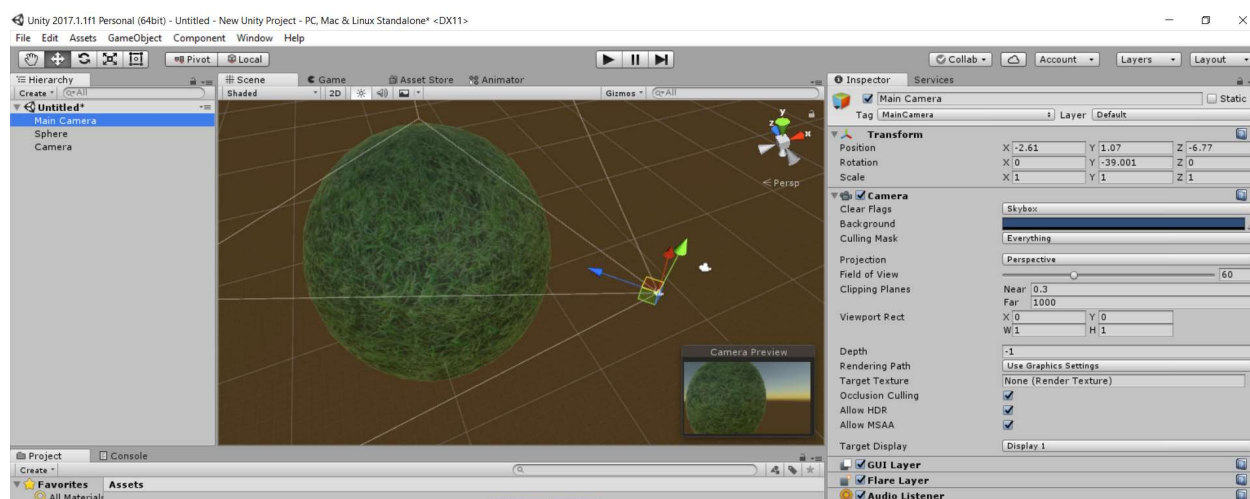 Unity 2017.1.1f1 Personal (64bit) - Untitled - New Unity Project - PC, Mac & Linux Standalone* <DX11>
File Edit Assets GameObject Component Window Help
Pivot Local Collab Account Layers Layout
Hierarchy Scene Game Asset Store Animator Inspector Services
Create All Shaded 2D Gizmos All Main Camera Static
Untitled* Tag MainCamera Layer Default
Main Camera
Sphere
Camera
y
z
x
Persp
Transform
Position X -2.61 Y 1.07 Z -6.77
Rotation X 0 Y -39.001 Z 0
Scale X 1 Y 1 Z 1
Camera
Clear Flags Skybox
Background
Culling Mask Everything
Projection Perspective
Field of View 60
Clipping Planes Near 0.3
Far 1000
Viewport Rect X 0 Y 0
W 1 H 1
Camera Preview
Depth -1
Rendering Path Use Graphics Settings
Target Texture None (Render Texture)
Occlusion Culling
Allow HDR
Allow MSAA
Target Display Display 1
Project Console
Create
GUI Layer
Favorites Assets
Flare Layer
All Materials
Audio Listener